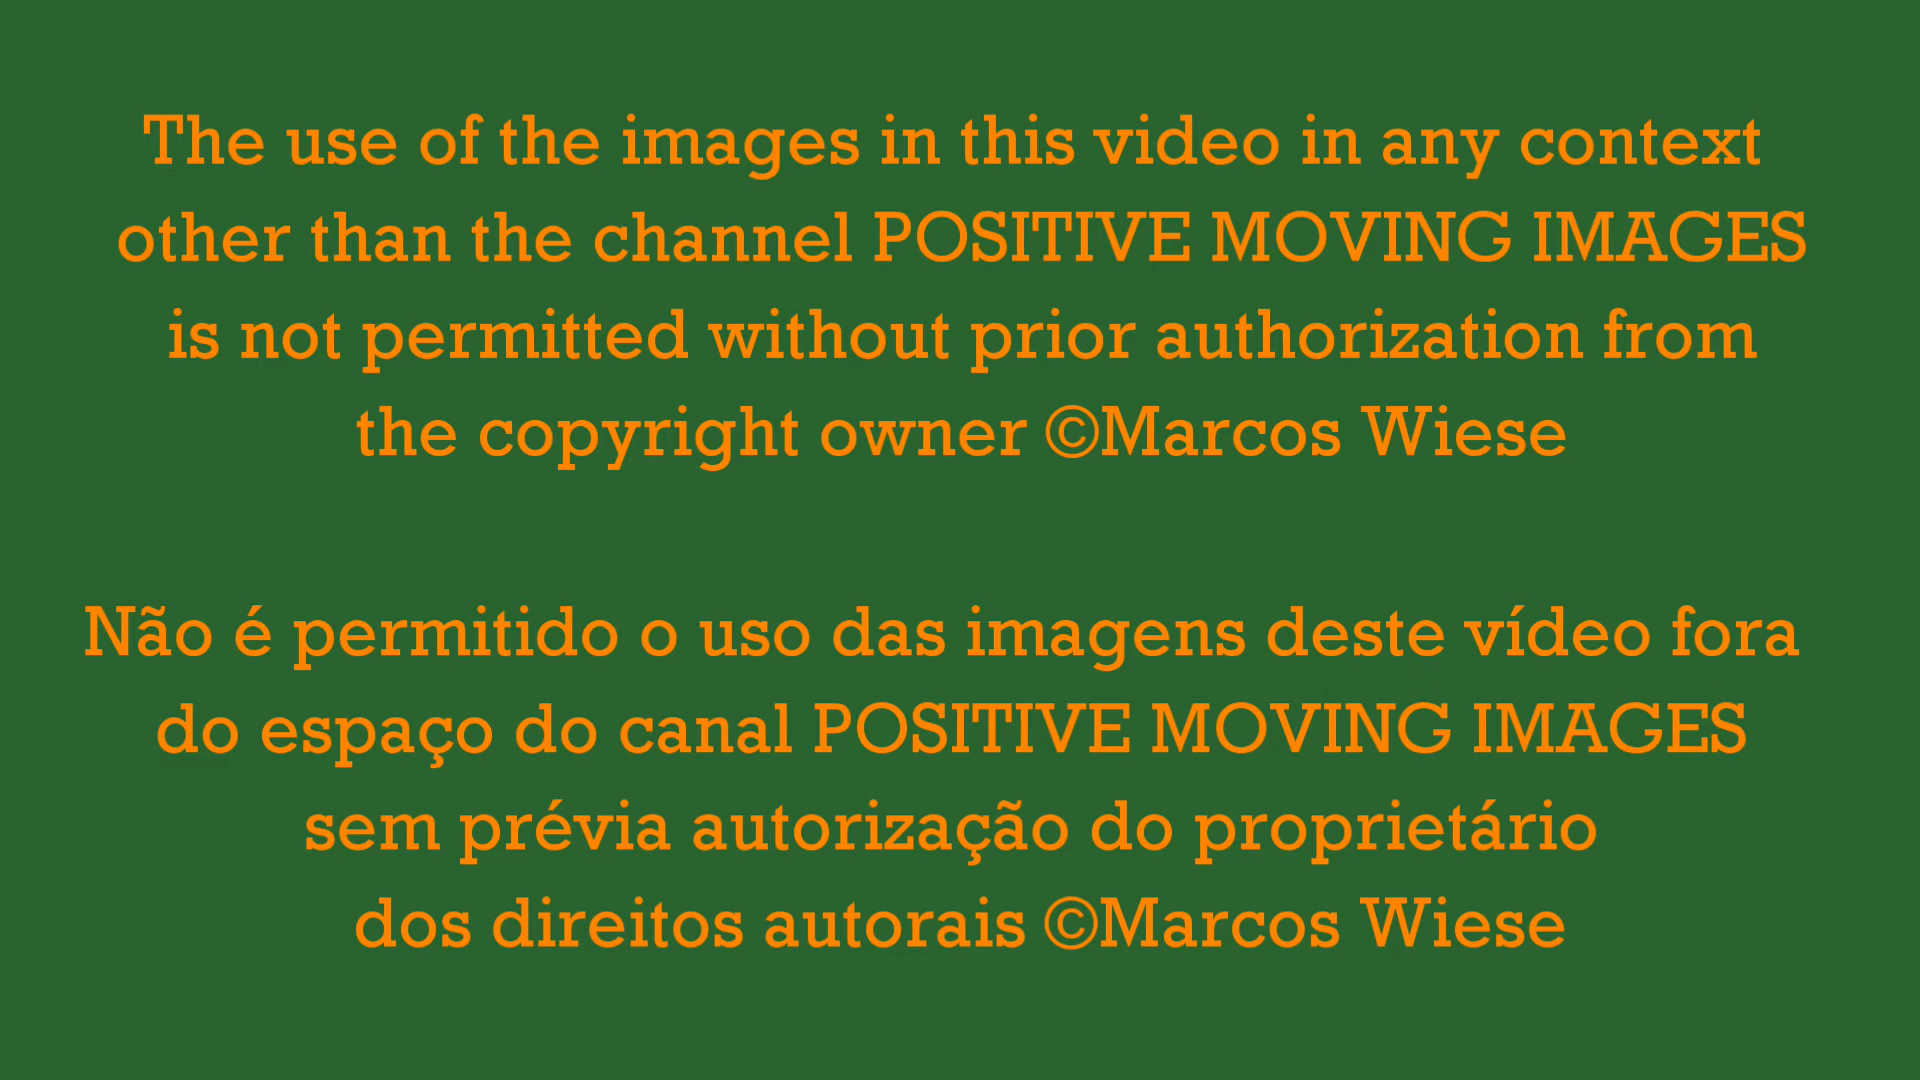 The use of the images in this video in any context
other than the channel POSITIVE MOVING IMAGES
is not permitted without prior authorization from
the copyright owner ©Marcos Wiese
Não é permitido o uso das imagens deste vídeo fora
do espaço do canal POSITIVE MOVING IMAGES
sem prévia autorização do proprietário
dos direitos autorais ©Marcos Wiese